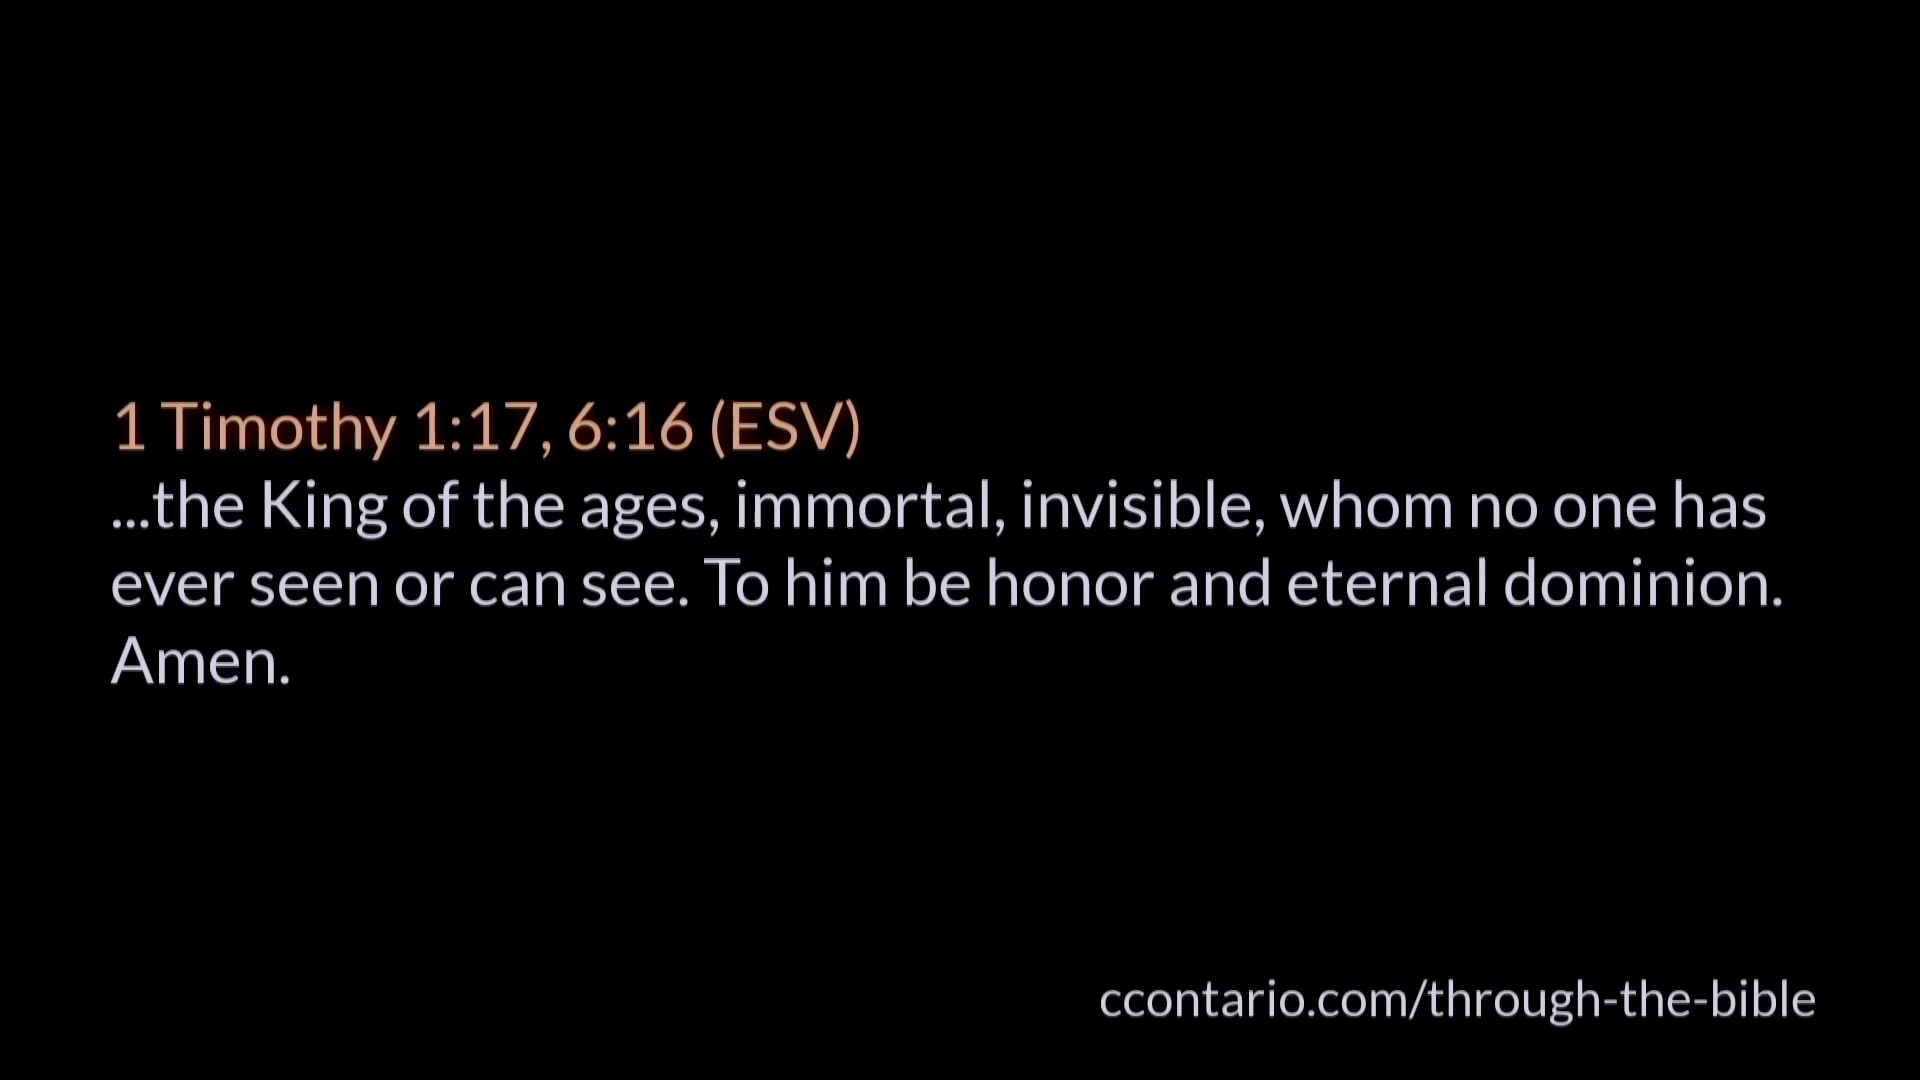 1 Timothy 1:17, 6:16 (ESV)
...the King of the ages, immortal, invisible, whom no one has
ever seen or can see. To him be honor and eternal dominion.
Amen.
ccontario.com/through-the-bible